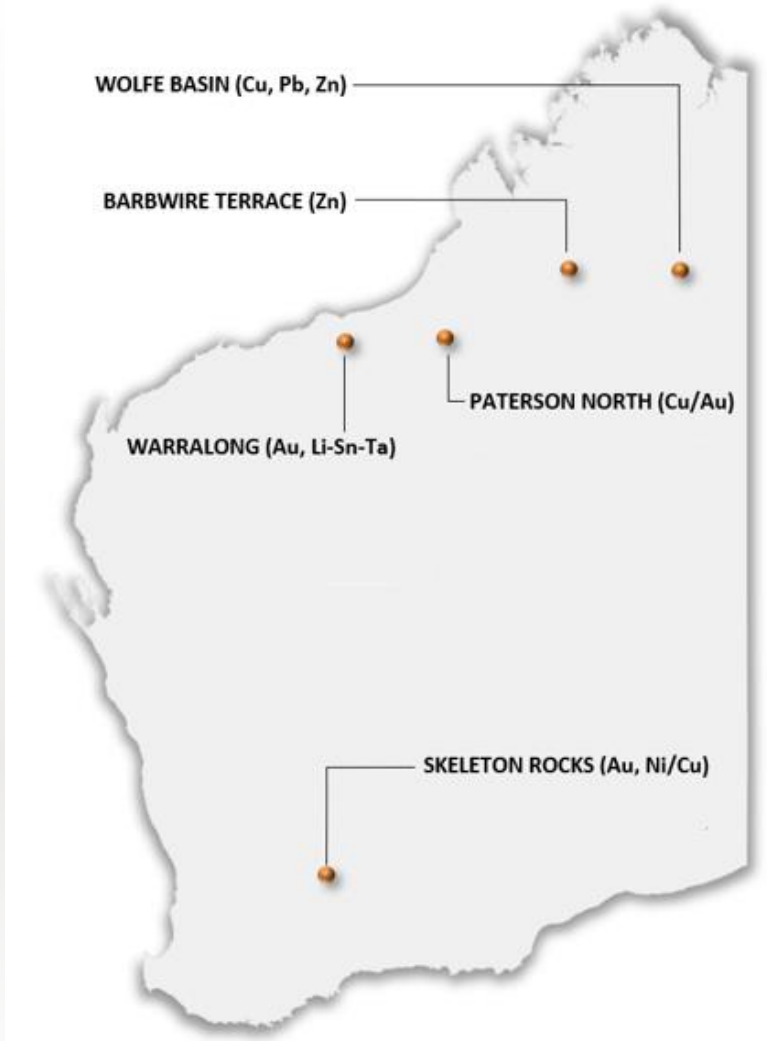 WOLFE BASIN (Cu, Pb, Zn)
BARBWIRE TERRACE (Zn)
PATERSON NORTH (Cu/Au)
WARRALONG (Au, Li-Sn-Ta)
SKELETON ROCKS (Au, Ni/Cu)